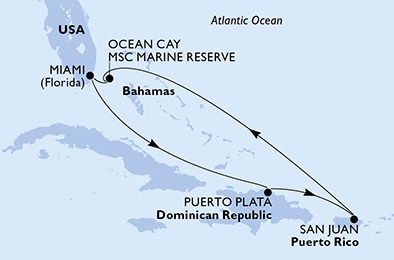 Atlantic Ocean
USA
OCEAN CAY
MSC MARINE RESERVE
MIAMI
(Florida)
Bahamas
PUERTO PLATA
Dominican Republic
SAN JUAN
Puerto Rico